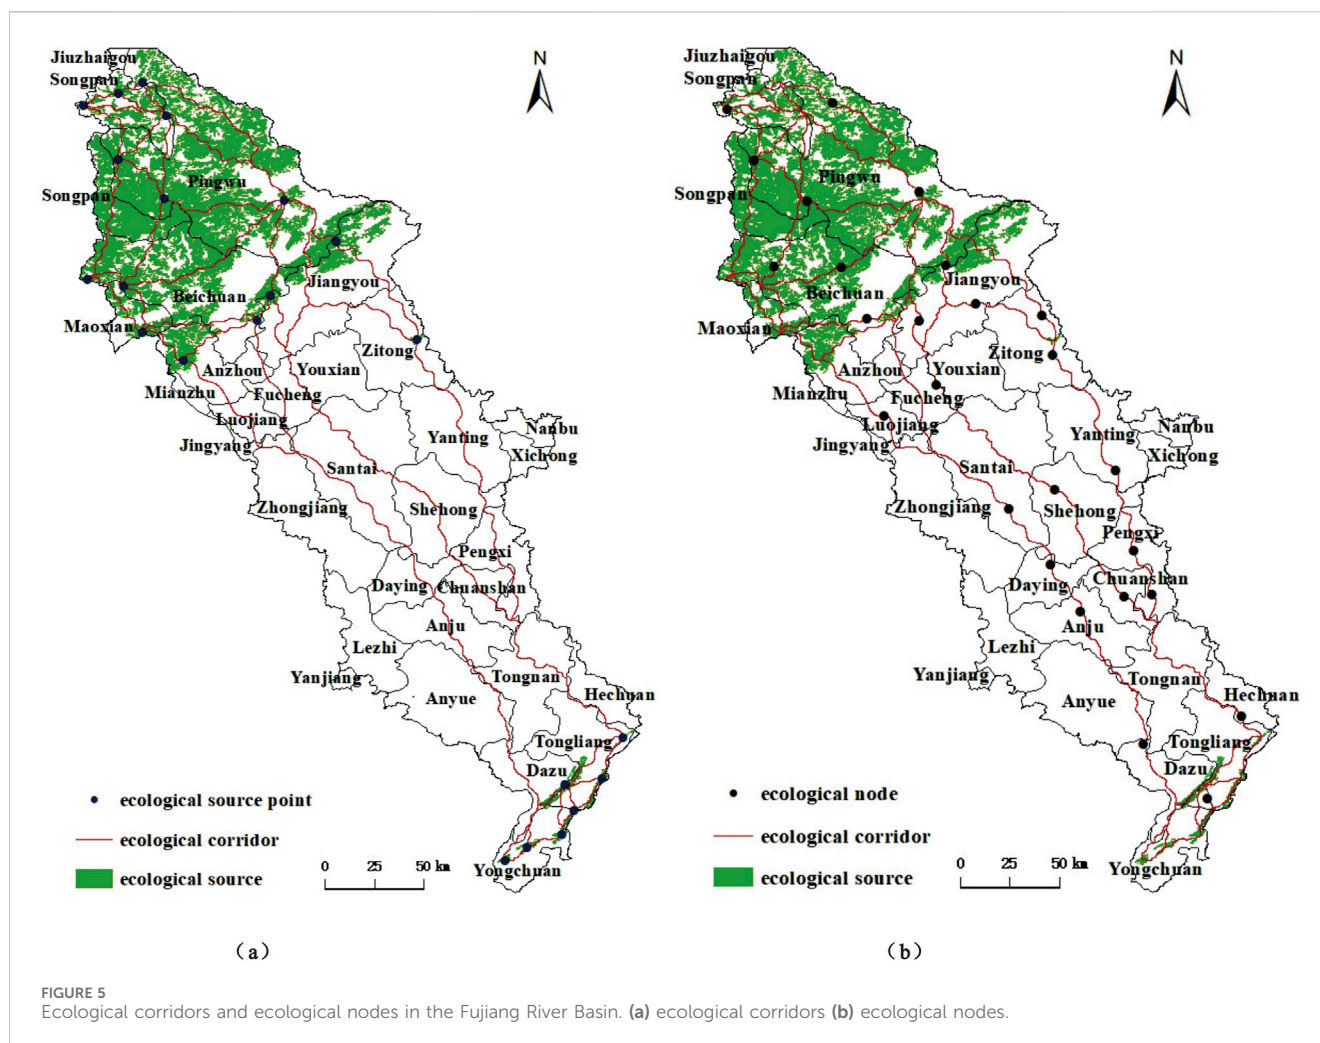 Jiuzhaigou
Songpan
N
Pingwu
Songpan
Jiangyou
Beichuan
Maoxian
Zitong
Anzhou
Youxian
Mianzhu
Fucheng
Luojiang
Nanbu
Yanting
Jingyang
Xichong
Santai
Zhongjiang
Shehong
Pengxi
Daying
Chuanshan
Anju
Lezhi
Yanjiang
Tongnan
Hechuan
Anyue
Tongliang
Dazu
Yongchuan
ecological source point
ecological corridor
ecological source
0 25 50 km
(a)
Jiuzhaigou
Songpan
N
Pingwu
Songpan
Jiangyou
Beichuan
Maoxian
Zitong
Anzhou
Youxian
Mianzhu
Fucheng
Luojiang
Nanbu
Yanting
Jingyang
Xichong
Santai
Zhongjiang
Shehong
Pengxi
Daying
Chuanshan
Anju
Lezhi
Yanjiang
Tongnan
Hechuan
Anyue
Tongliang
Dazu
Yongchuan
ecological node
ecological corridor
ecological source
0 25 50 km
(b)
FIGURE 5
Ecological corridors and ecological nodes in the Fujiang River Basin. (a) ecological corridors (b) ecological nodes.